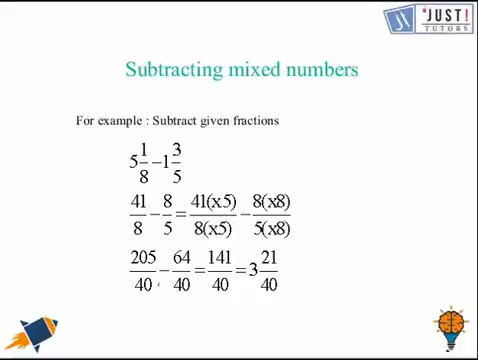 JUST!
TUTORS
Subtracting mixed numbers
For example : Subtract given fractions
5 1/8 − 1 3/5
41/8 − 8/5 = 41(x5)/8(x5) − 8(x8)/5(x8)
205/40 − 64/40 = 141/40 = 3 21/40